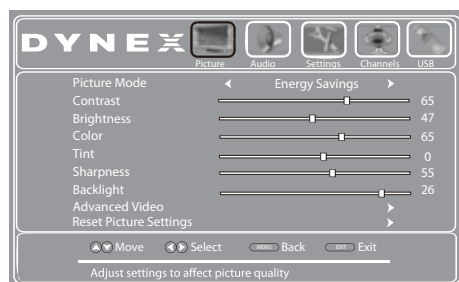 DYNEX
Picture Audio Settings Channels USB
Picture Mode Energy Savings
Contrast 65
Brightness 47
Color 65
Tint 0
Sharpness 55
Backlight 26
Advanced Video
Reset Picture Settings
Move Select MENU Back EXIT Exit
Adjust settings to affect picture quality